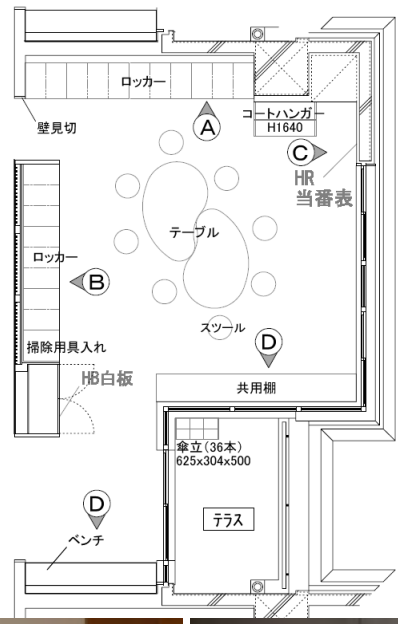 ロッカー
壁見切
A
コートハンガー
H1640
C
HR
当番表
テーブル
ロッカー
B
スツール
D
掃除用具入れ
HB白板
共用棚
傘立(36本)
625x304x500
D
テラス
ベンチ